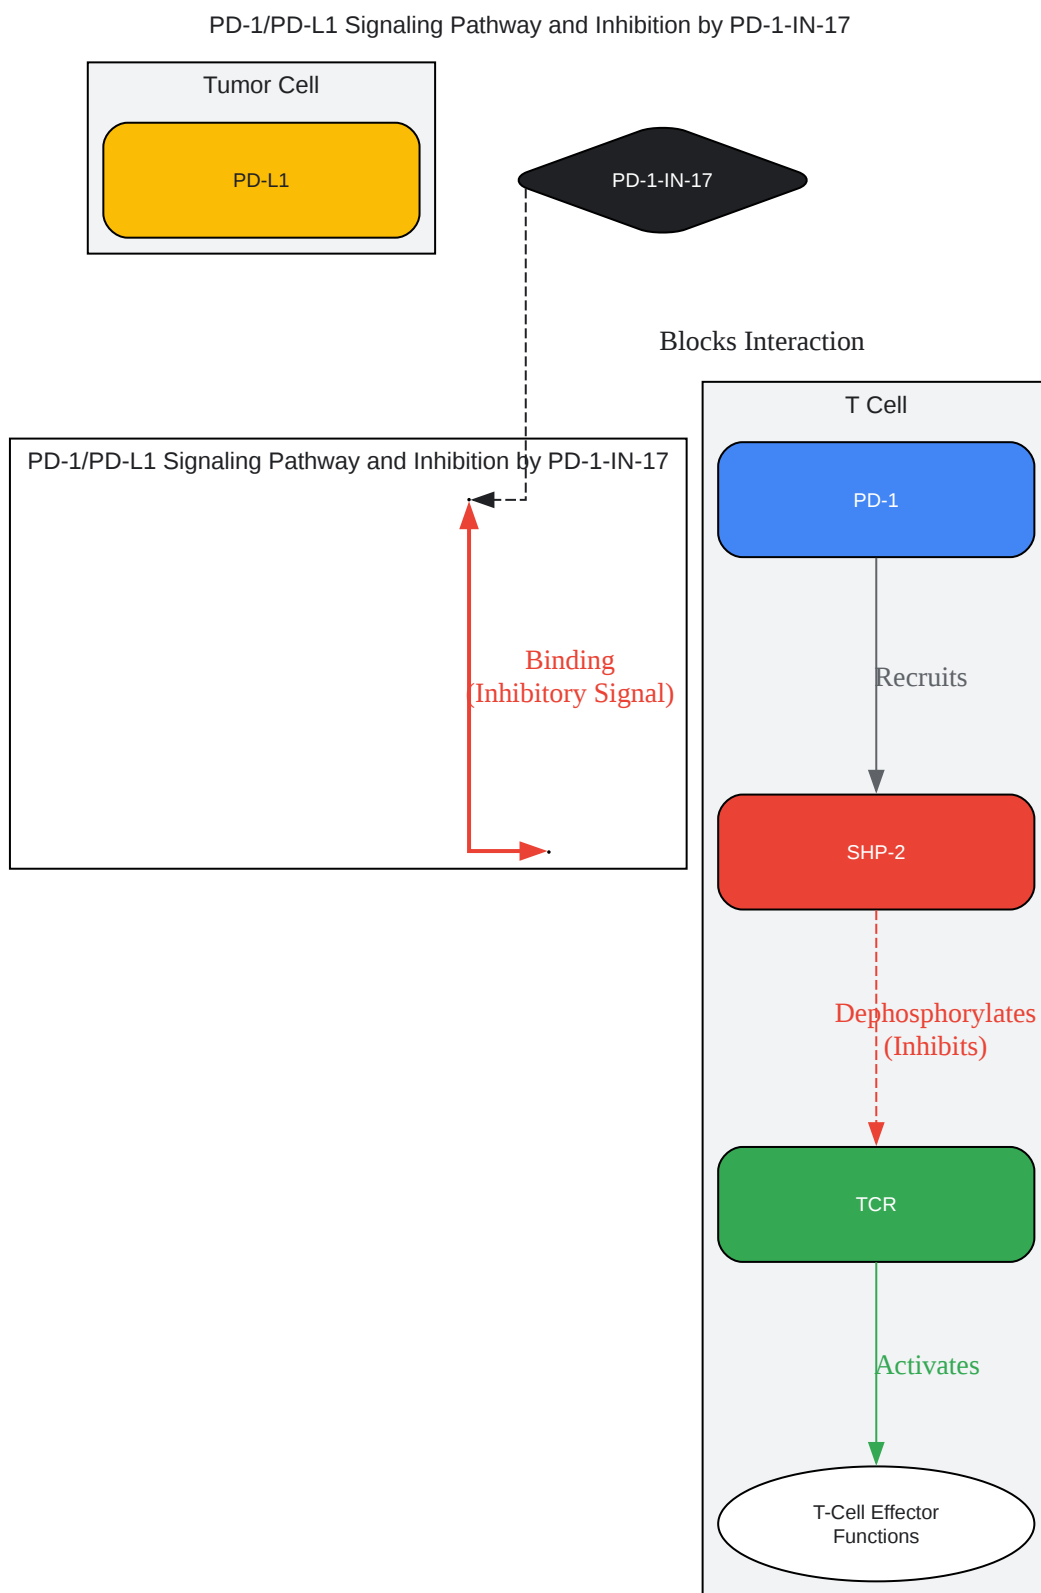 PD-1/PD-L1 Signaling Pathway and Inhibition by PD-1-IN-17
Tumor Cell
PD-L1
PD-1-IN-17
Blocks Interaction
T Cell
PD-1/PD-L1 Signaling Pathway and Inhibition by PD-1-IN-17
PD-1
Binding
(Inhibitory Signal)
Recruits
SHP-2
Dephosphorylates
(Inhibits)
TCR
Activates
T-Cell Effector
Functions